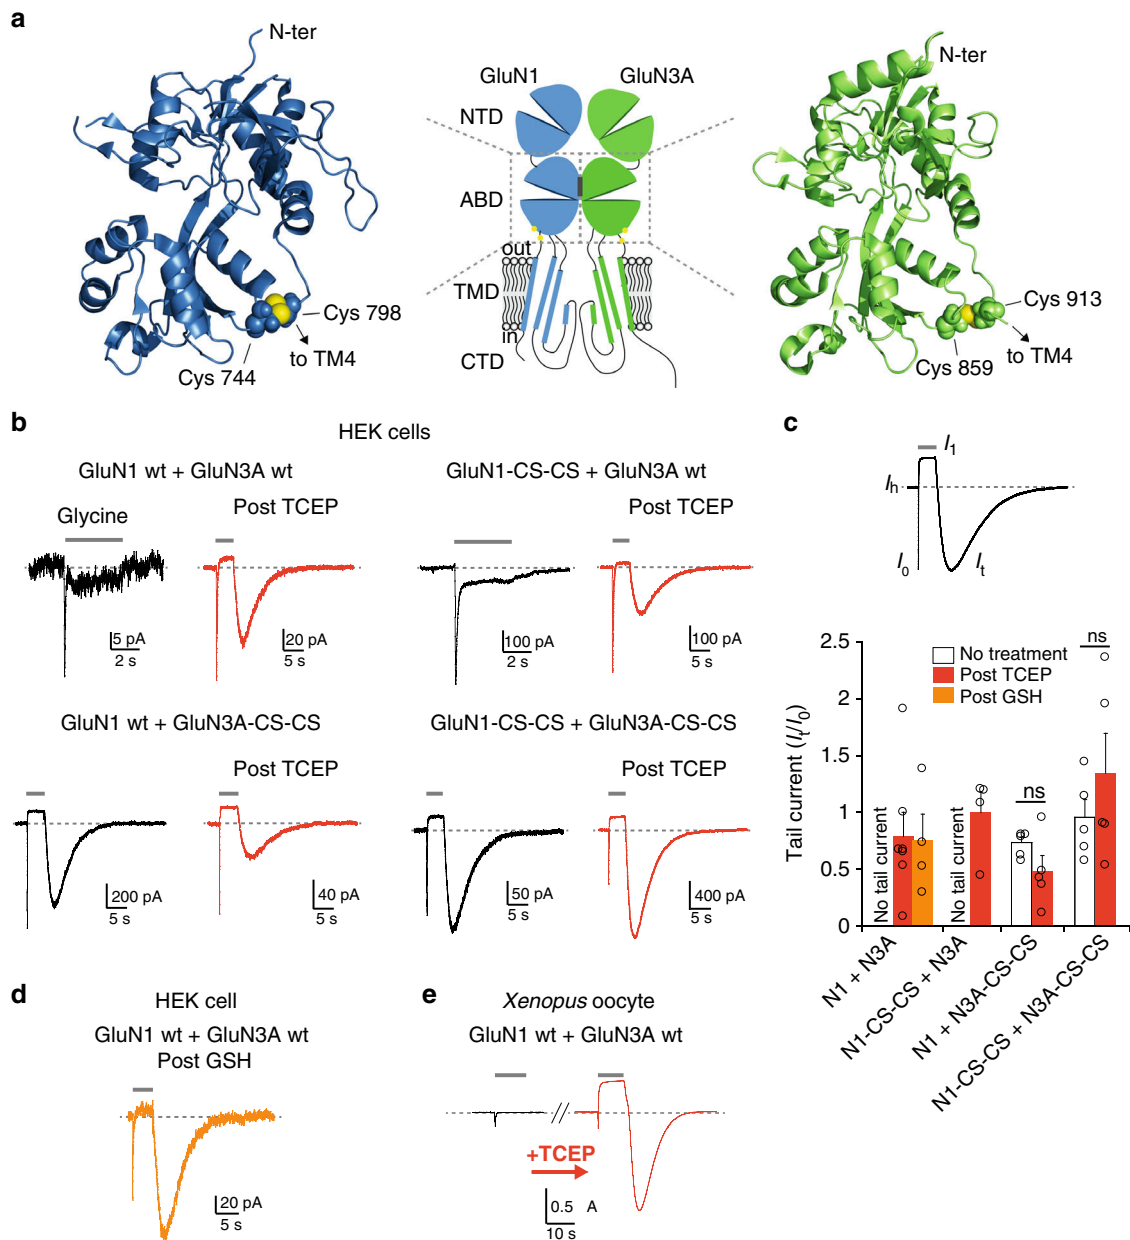 a
N-ter
GluN1
GluN3A
N-ter
NTD
ABD
out
TMD
in
CTD
Cys 798
to TM4
Cys 744
Cys 913
to TM4
Cys 859
b
HEK cells
GluN1 wt + GluN3A wt
GluN1-CS-CS + GluN3A wt
Glycine
Post TCEP
Post TCEP
5 pA
2 s
20 pA
5 s
100 pA
2 s
100 pA
5 s
GluN1 wt + GluN3A-CS-CS
GluN1-CS-CS + GluN3A-CS-CS
Post TCEP
Post TCEP
200 pA
5 s
40 pA
5 s
50 pA
5 s
400 pA
5 s
c
I1
Ih
Io
It
Tail current (It/I0)
2.5
2
1.5
1
0.5
0
No treatment
Post TCEP
Post GSH
ns
ns
No tail current
No tail current
N1 + N3A
N1-CS-CS + N3A
N1 + N3A-CS-CS
N1-CS-CS + N3A-CS-CS
d
HEK cell
GluN1 wt + GluN3A wt
Post GSH
20 pA
5 s
e
Xenopus oocyte
GluN1 wt + GluN3A wt
//
+TCEP
0.5 A
10 s